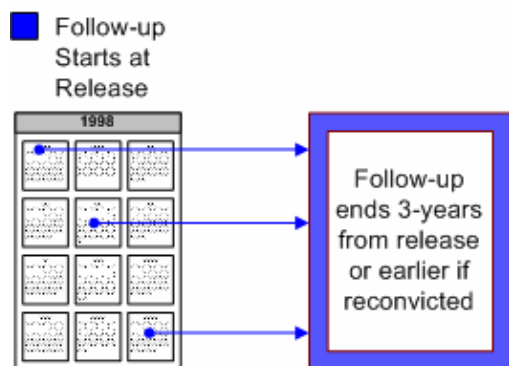 Follow-up
Starts at
Release
1998
Follow-up
ends 3-years
from release
or earlier if
reconvicted